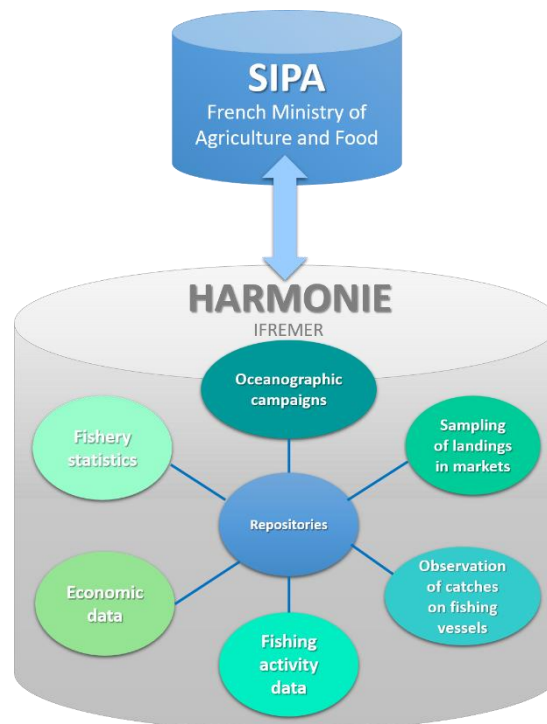 SIPA
French Ministry of
Agriculture and Food
HARMONIE
IFREMER
Oceanographic
campaigns
Fishery
statistics
Sampling
of landings
in markets
Repositories
Economic
data
Observation
of catches
on fishing
vessels
Fishing
activity
data